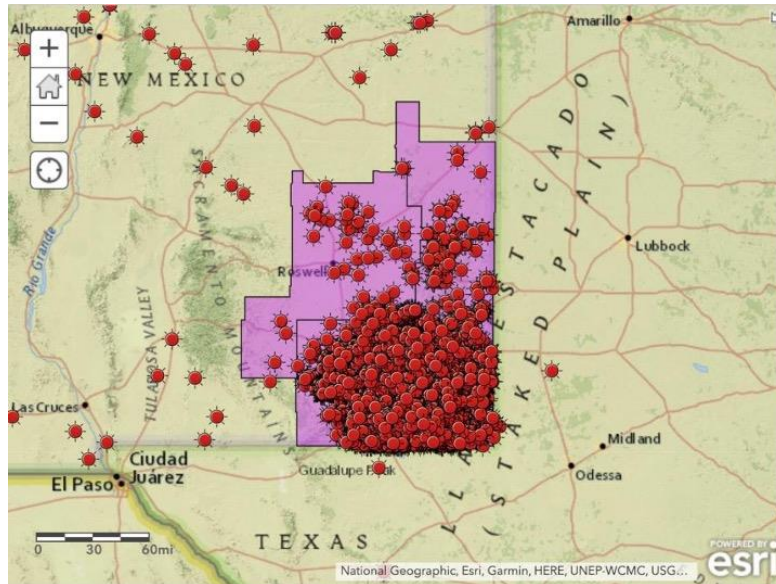 Albuquerque
Amarillo
+
−
NEW MEXICO
SACRAMENTO MOUNTAINS
LLA ESTACADO
(STAKED PLAIN)
Rio Grande
Roswell
Lubbock
TULAROSA VALLEY
Las Cruces
Ciudad
Juárez
El Paso
Guadalupe Peak
Midland
Odessa
0 30 60mi
TEXAS
POWERED BY
esri
National Geographic, Esri, Garmin, HERE, UNEP-WCMC, USG...